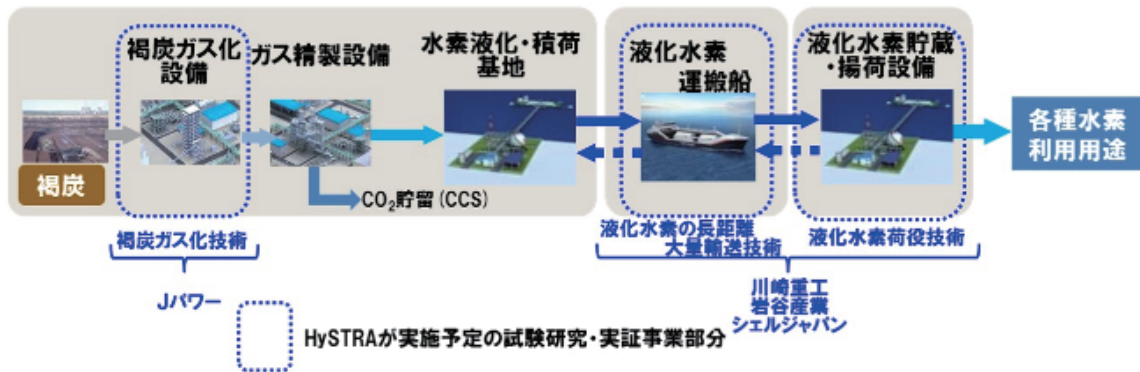 褐炭ガス化
設備
ガス精製設備
水素液化・積荷
基地
液化水素
運搬船
液化水素貯蔵
・揚荷設備
各種水素
利用用途
褐炭
CO₂貯留(CCS)
褐炭ガス化技術
液化水素の長距離
大量輸送技術
液化水素荷役技術
Jパワー
川崎重工
岩谷産業
シェルジャパン
HySTRAが実施予定の試験研究・実証事業部分